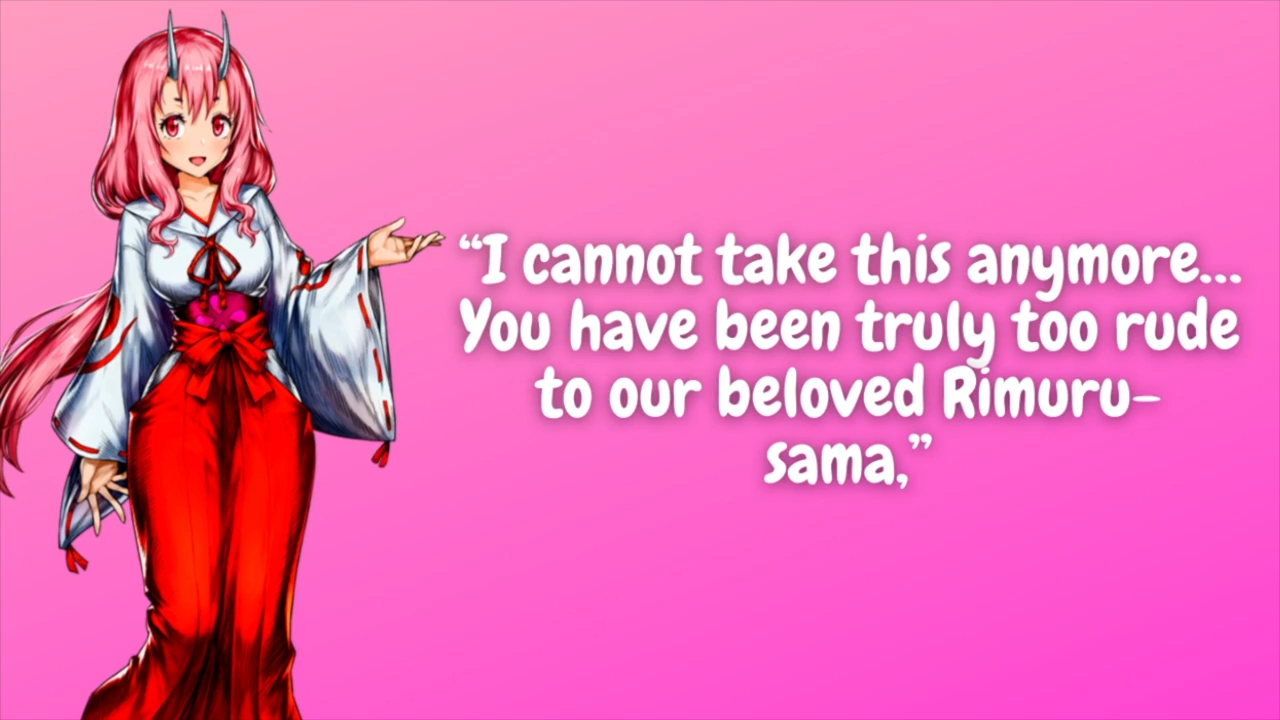 “I cannot take this anymore...
You have been truly too rude
to our beloved Rimuru-
sama,”